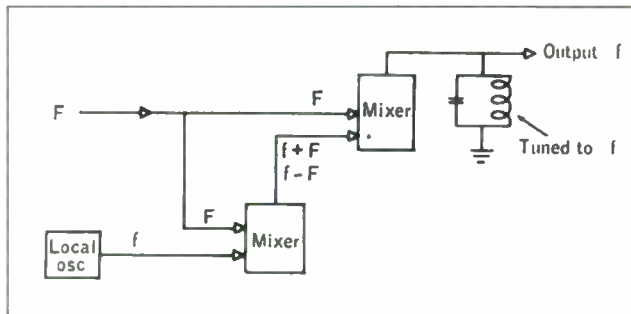 Output f
F
F
Mixer
Tuned to f
f + F
f - F
F
Mixer
Local
osc
f